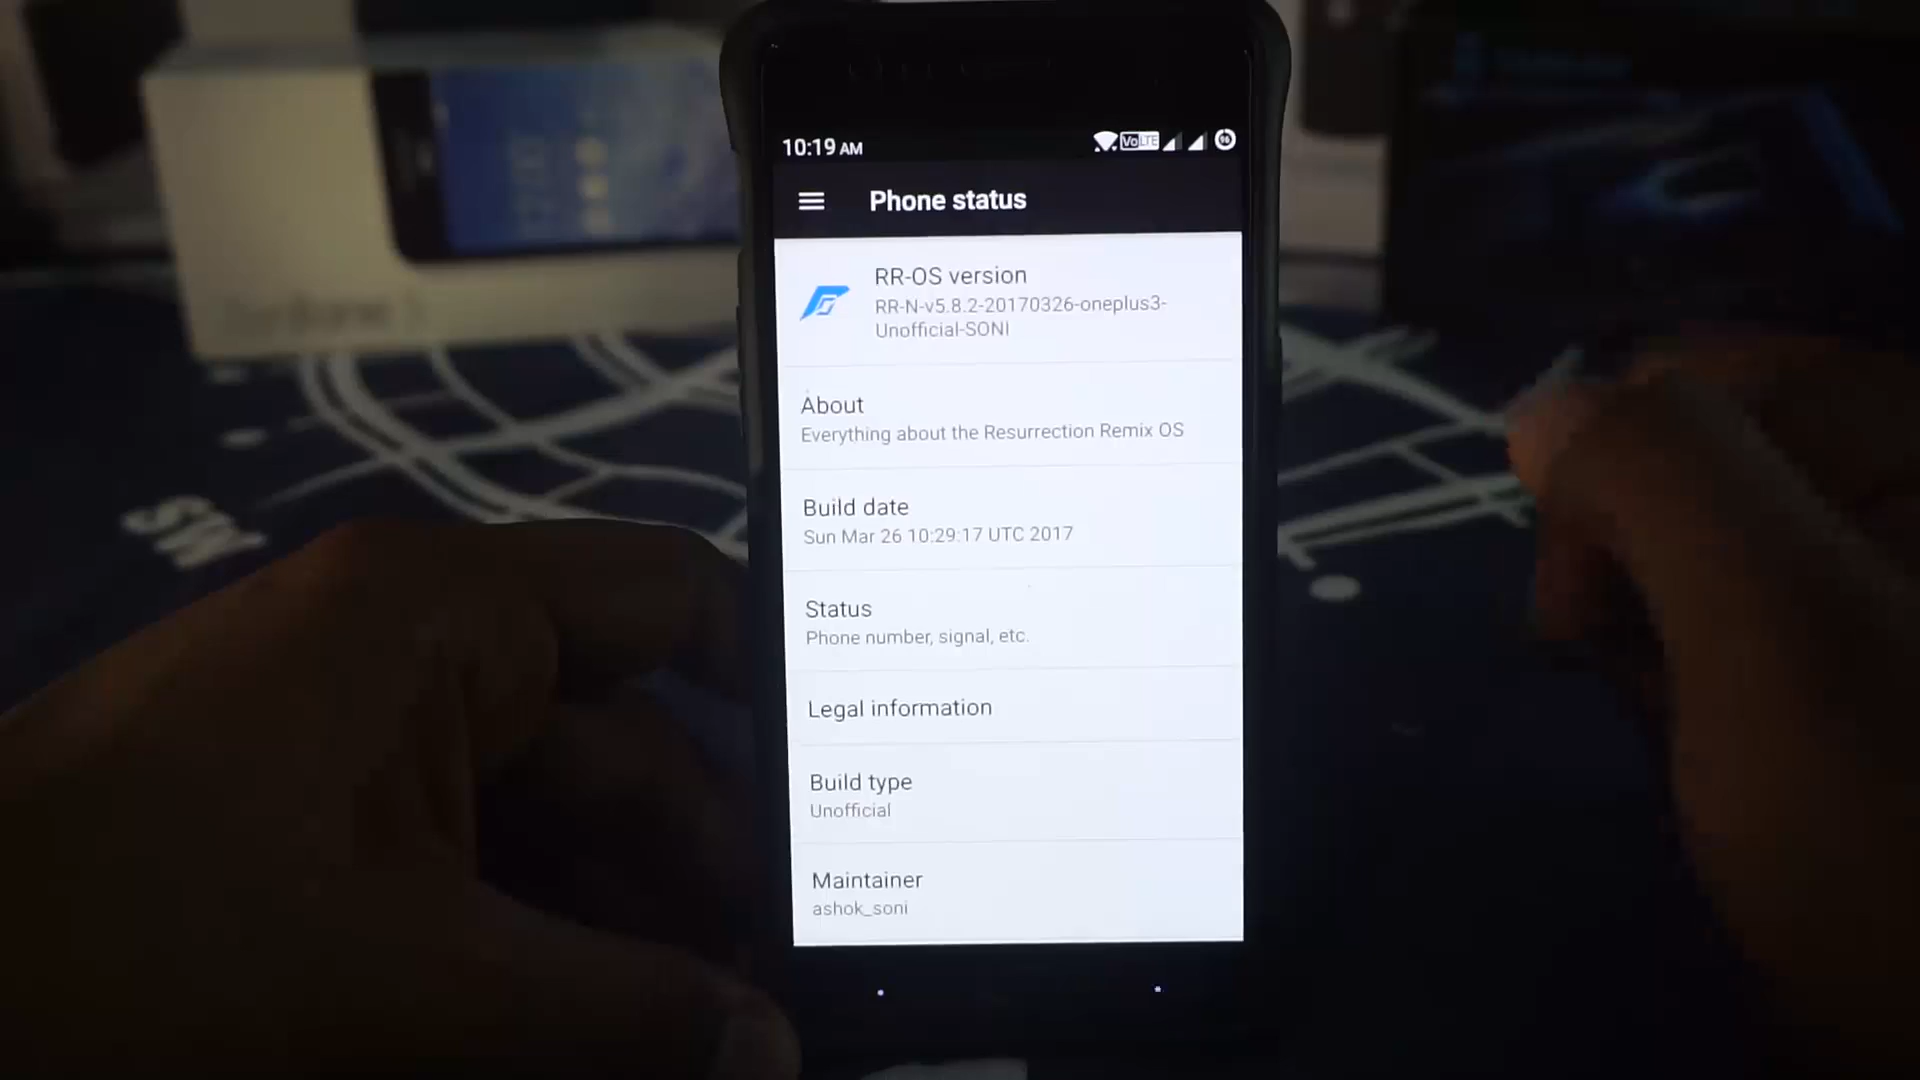 10:19 AM
VoLTE
96
Phone status
RR-OS version
RR-N-v5.8.2-20170326-oneplus3-
Unofficial-SONI
About
Everything about the Resurrection Remix OS
Build date
Sun Mar 26 10:29:17 UTC 2017
Status
Phone number, signal, etc.
Legal information
Build type
Unofficial
Maintainer
ashok_soni